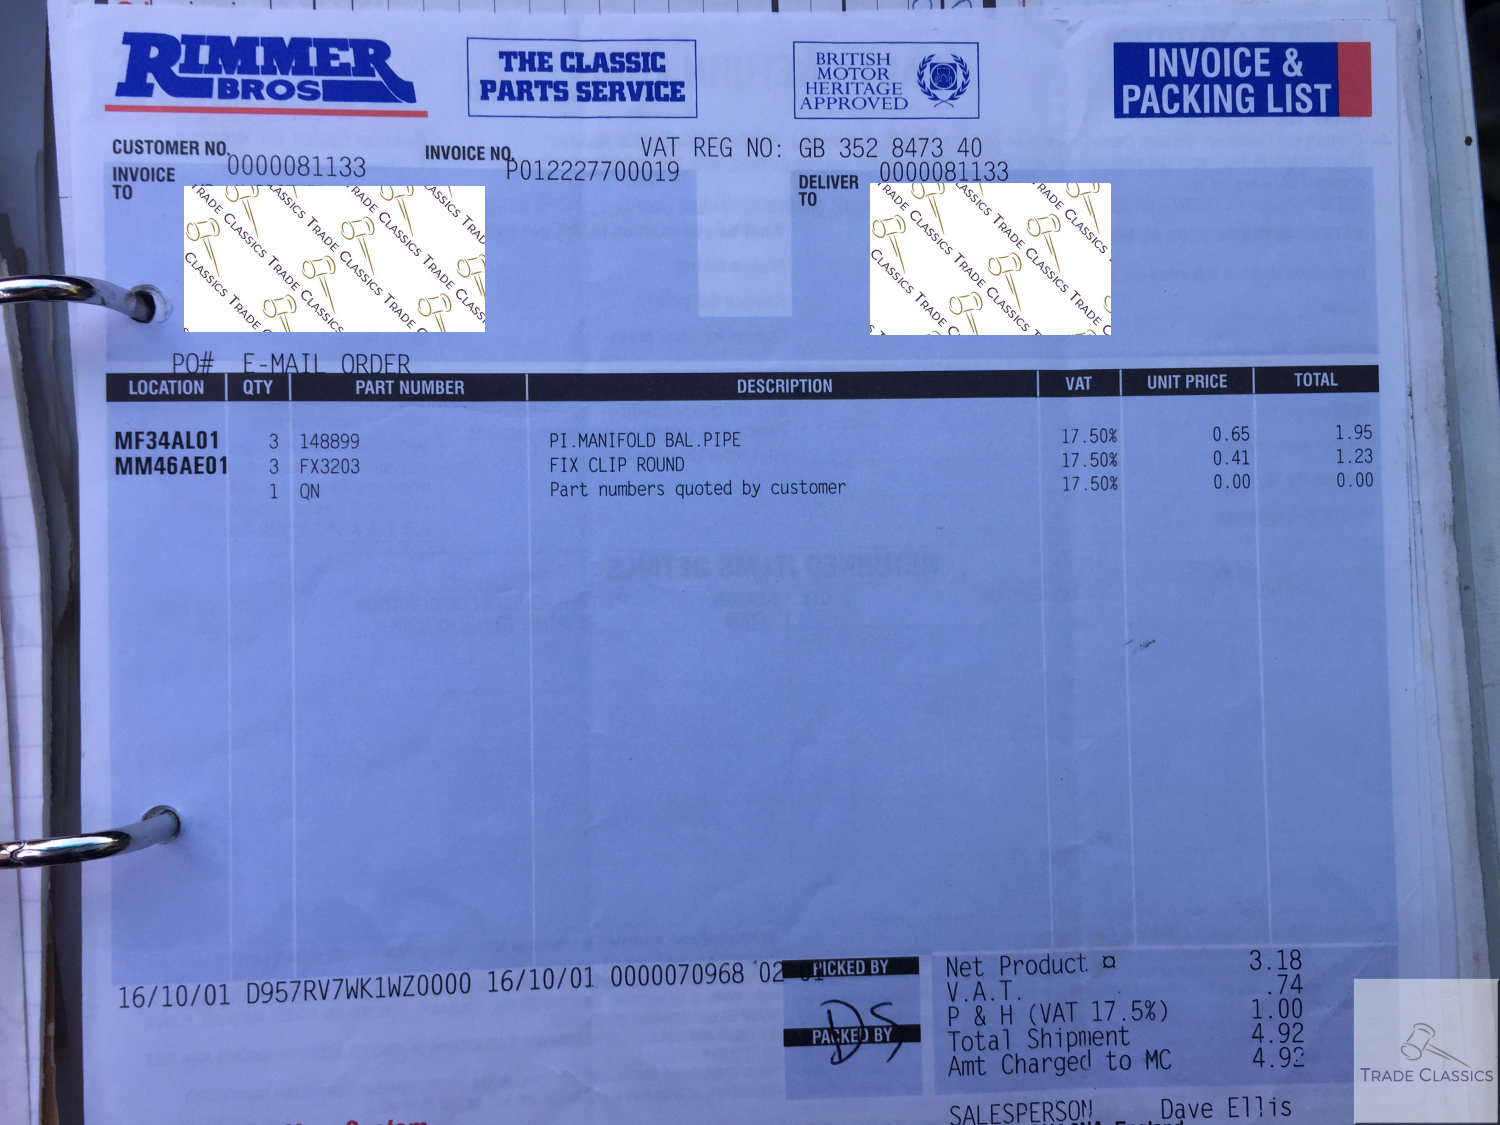 RIMMER
BROS
THE CLASSIC
PARTS SERVICE
BRITISH
MOTOR
HERITAGE
APPROVED
INVOICE &
PACKING LIST
CUSTOMER NO. 0000081133
INVOICE NO. P012227700019
VAT REG NO: GB 352 8473 40
INVOICE
TO
DELIVER
TO
0000081133
PO# E-MAIL ORDER
LOCATION QTY PART NUMBER DESCRIPTION VAT UNIT PRICE TOTAL
MF34AL01 3 148899 PI.MANIFOLD BAL.PIPE 17.50% 0.65 1.95
MM46AE01 3 FX3203 FIX CLIP ROUND 17.50% 0.41 1.23
1 QN Part numbers quoted by customer 17.50% 0.00 0.00
16/10/01 D957RV7WK1WZ0000 16/10/01 0000070968 02 01
PICKED BY
DS
PACKED BY
Net Product ¤ 3.18
V.A.T. .74
P & H (VAT 17.5%) 1.00
Total Shipment 4.92
Amt Charged to MC 4.92
SALESPERSON Dave Ellis
TRADE CLASSICS